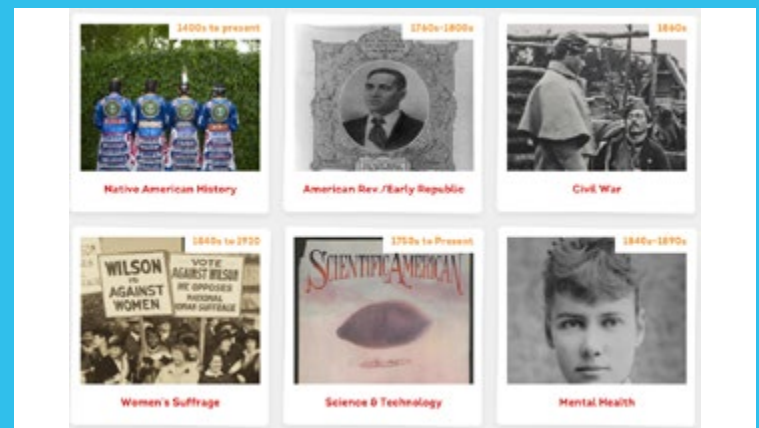 1400s to present
1760s-1800s
1860s
Native American History
American Rev./Early Republic
Civil War
1840s to 1920
1750s to Present
1840s-1890s
WILSON
IS
AGAINST
WOMEN
VOTE
AGAINST WILSON
HE OPPOSES
NATIONAL
WOMAN SUFFRAGE
SCIENTIFIC AMERICAN
Women's Suffrage
Science & Technology
Mental Health